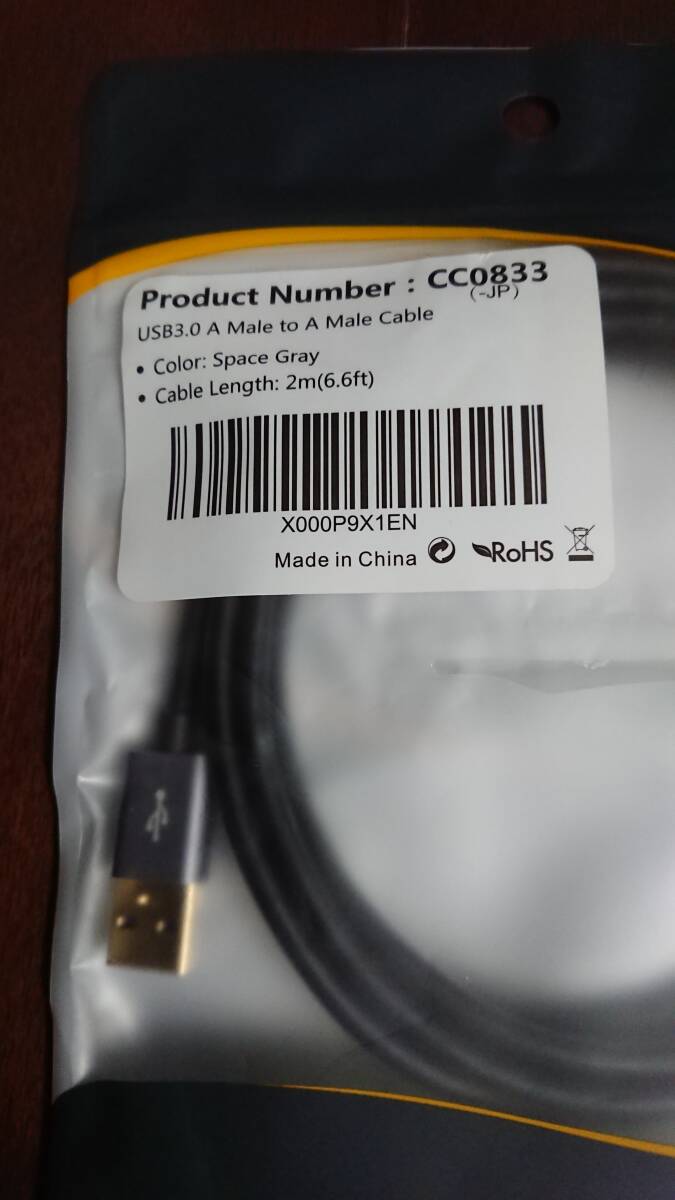 Product Number : CC0833
(-JP)
USB3.0 A Male to A Male Cable
• Color: Space Gray
• Cable Length: 2m(6.6ft)
X000P9X1EN
Made in China
RoHS